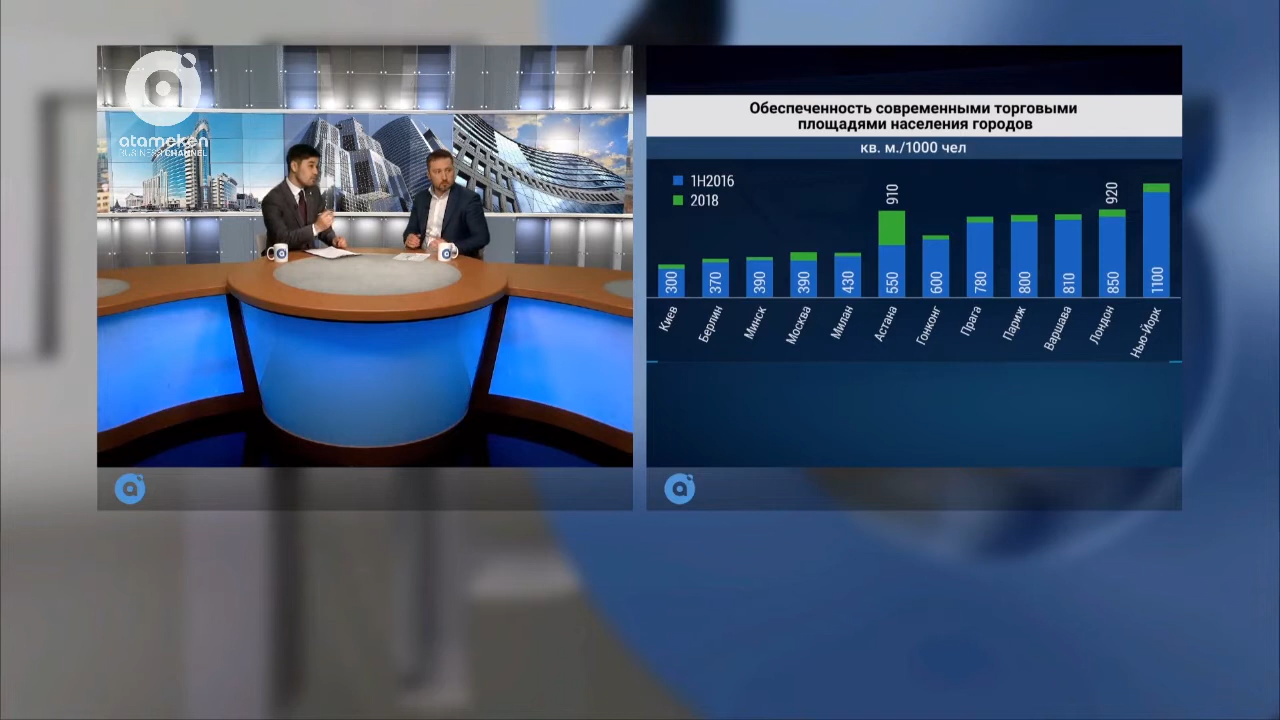 atameken
BUSINESS CHANNEL
Обеспеченность современными торговыми
площадями населения городов
кв. м./1000 чел
1H2016
2018
910
920
300
370
390
390
430
550
600
780
800
810
850
1100
Киев
Берлин
Минск
Москва
Милан
Астана
Гонконг
Прага
Париж
Варшава
Лондон
Нью-Йорк